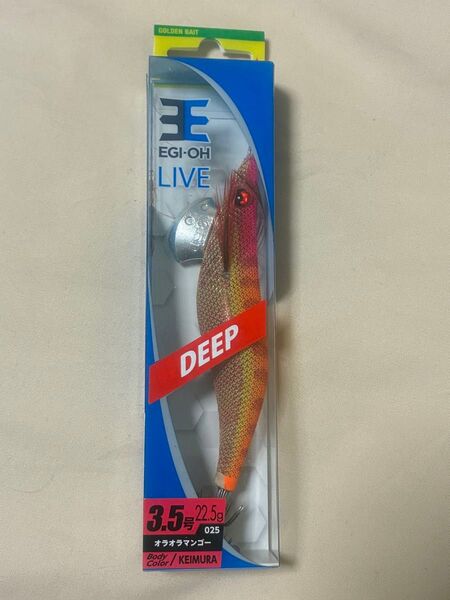 GOLDEN BAIT
EGI-OH
LIVE
DEEP
3.5号 22.5g
025
オラオラマンゴー
Body Color / KEIMURA